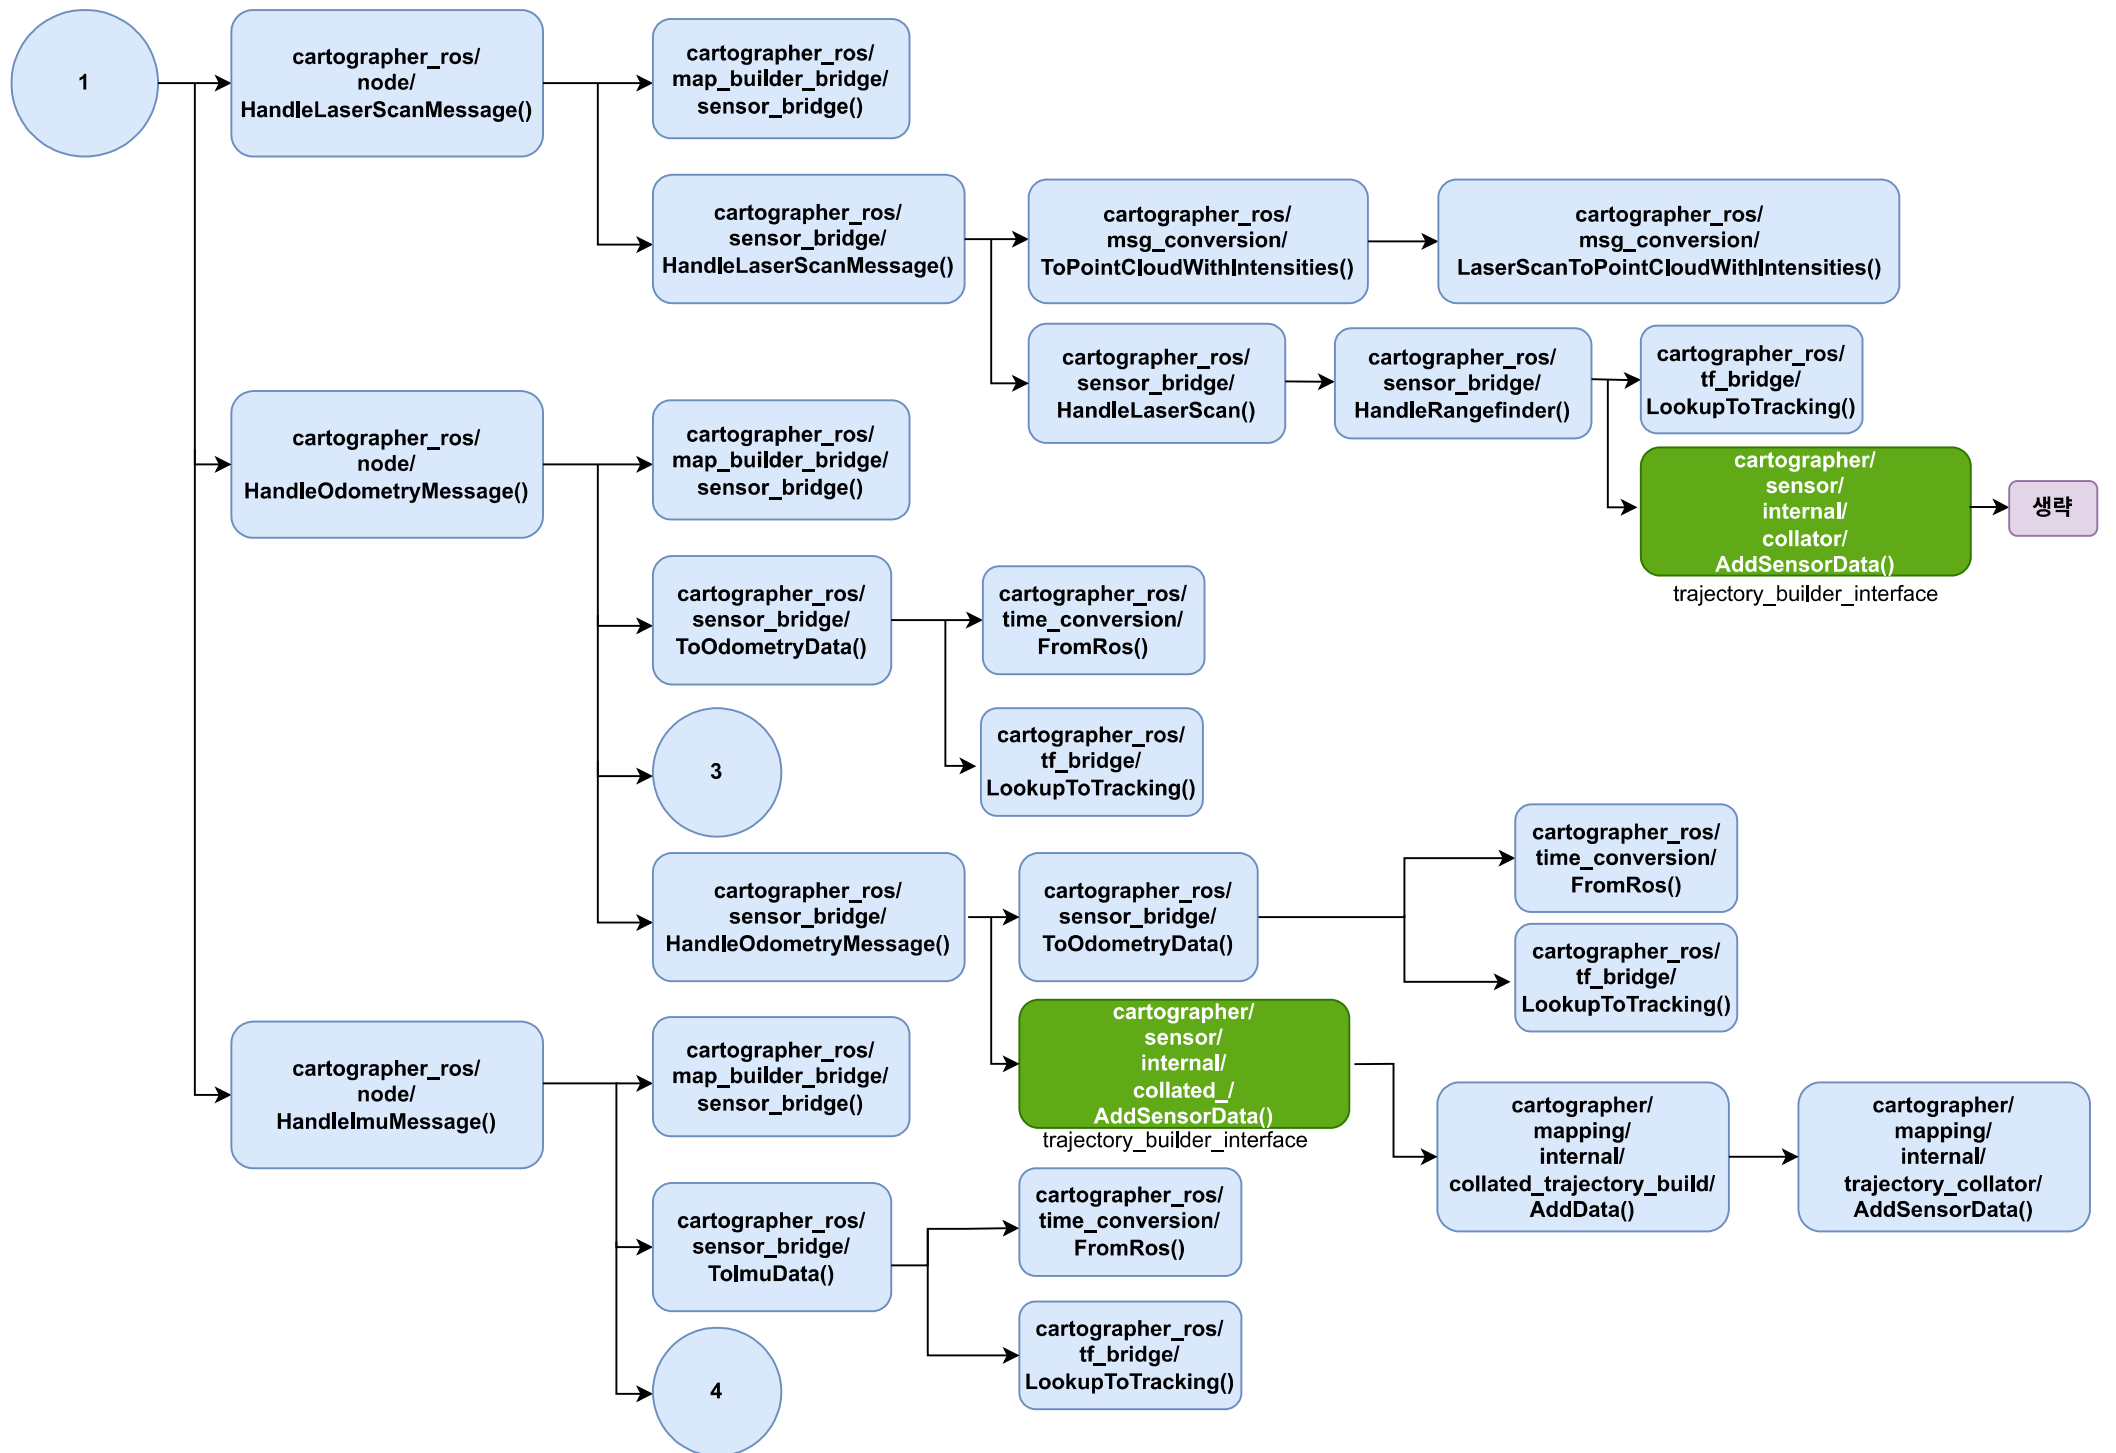 1
cartographer_ros/
node/
HandleLaserScanMessage()
cartographer_ros/
map_builder_bridge/
sensor_bridge()
cartographer_ros/
sensor_bridge/
HandleLaserScanMessage()
cartographer_ros/
msg_conversion/
ToPointCloudWithIntensities()
cartographer_ros/
msg_conversion/
LaserScanToPointCloudWithIntensities()
cartographer_ros/
sensor_bridge/
HandleLaserScan()
cartographer_ros/
sensor_bridge/
HandleRangefinder()
cartographer_ros/
tf_bridge/
LookupToTracking()
cartographer/
sensor/
internal/
collator/
AddSensorData()
trajectory_builder_interface
생략
cartographer_ros/
node/
HandleOdometryMessage()
cartographer_ros/
map_builder_bridge/
sensor_bridge()
cartographer_ros/
sensor_bridge/
ToOdometryData()
cartographer_ros/
time_conversion/
FromRos()
cartographer_ros/
tf_bridge/
LookupToTracking()
3
cartographer_ros/
sensor_bridge/
HandleOdometryMessage()
cartographer_ros/
sensor_bridge/
ToOdometryData()
cartographer_ros/
time_conversion/
FromRos()
cartographer_ros/
tf_bridge/
LookupToTracking()
cartographer/
sensor/
internal/
collated_/
AddSensorData()
trajectory_builder_interface
cartographer/
mapping/
internal/
collated_trajectory_build/
AddData()
cartographer/
mapping/
internal/
trajectory_collator/
AddSensorData()
cartographer_ros/
node/
HandleImuMessage()
cartographer_ros/
map_builder_bridge/
sensor_bridge()
cartographer_ros/
sensor_bridge/
ToImuData()
cartographer_ros/
time_conversion/
FromRos()
cartographer_ros/
tf_bridge/
LookupToTracking()
4